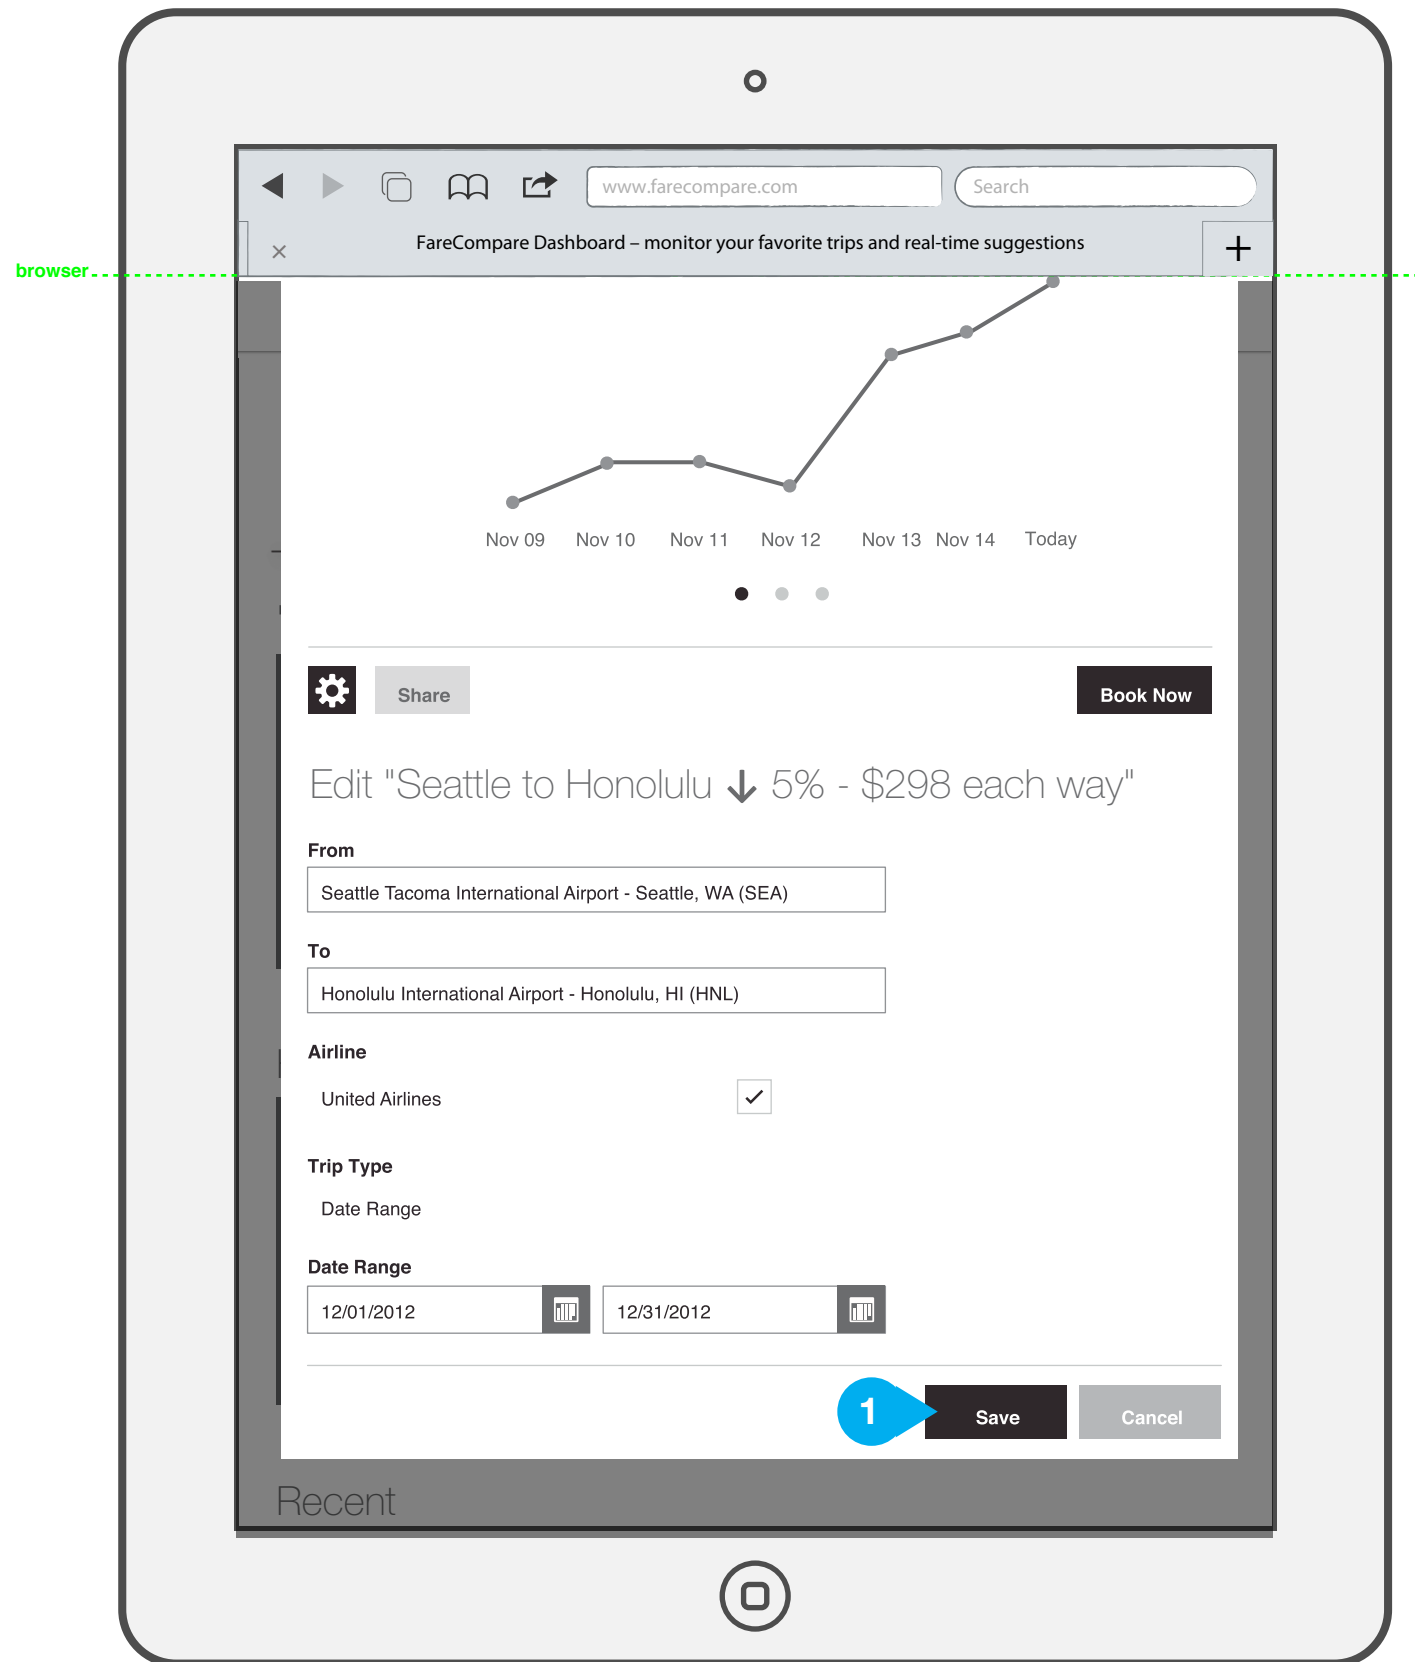 www.farecompare.com
Search
×
FareCompare Dashboard – monitor your favorite trips and real-time suggestions
+
browser
Nov 09 Nov 10 Nov 11 Nov 12 Nov 13 Nov 14 Today
Share
Book Now
Edit "Seattle to Honolulu ↓ 5% - $298 each way"
From
Seattle Tacoma International Airport - Seattle, WA (SEA)
To
Honolulu International Airport - Honolulu, HI (HNL)
Airline
United Airlines
Trip Type
Date Range
Date Range
12/01/2012 12/31/2012
1 Save Cancel
Recent